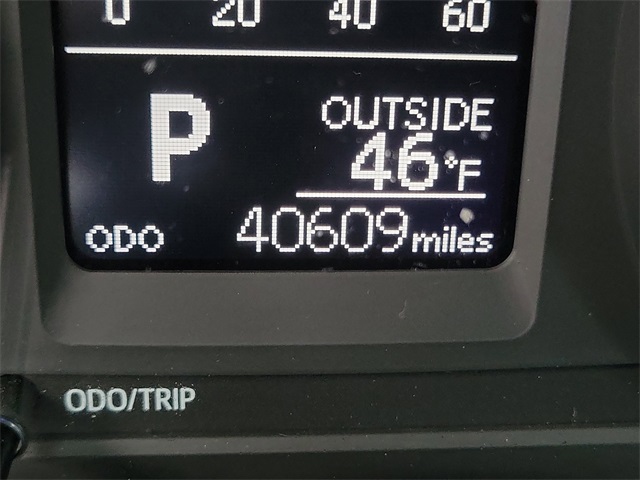 0 20 40 60
P
OUTSIDE
46°F
ODO 40609 miles
ODO/TRIP